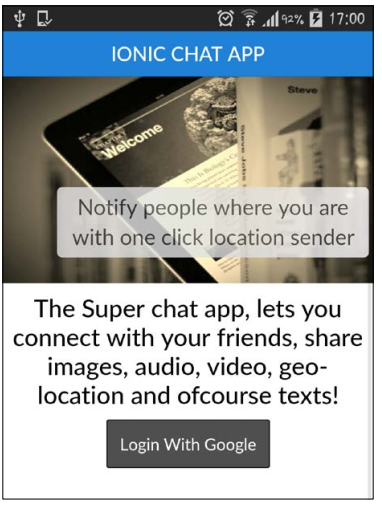 92% 17:00
IONIC CHAT APP
Steve
Welcome
Steve Jobs
Notify people where you are
with one click location sender
The Super chat app, lets you
connect with your friends, share
images, audio, video, geo-
location and ofcourse texts!
Login With Google